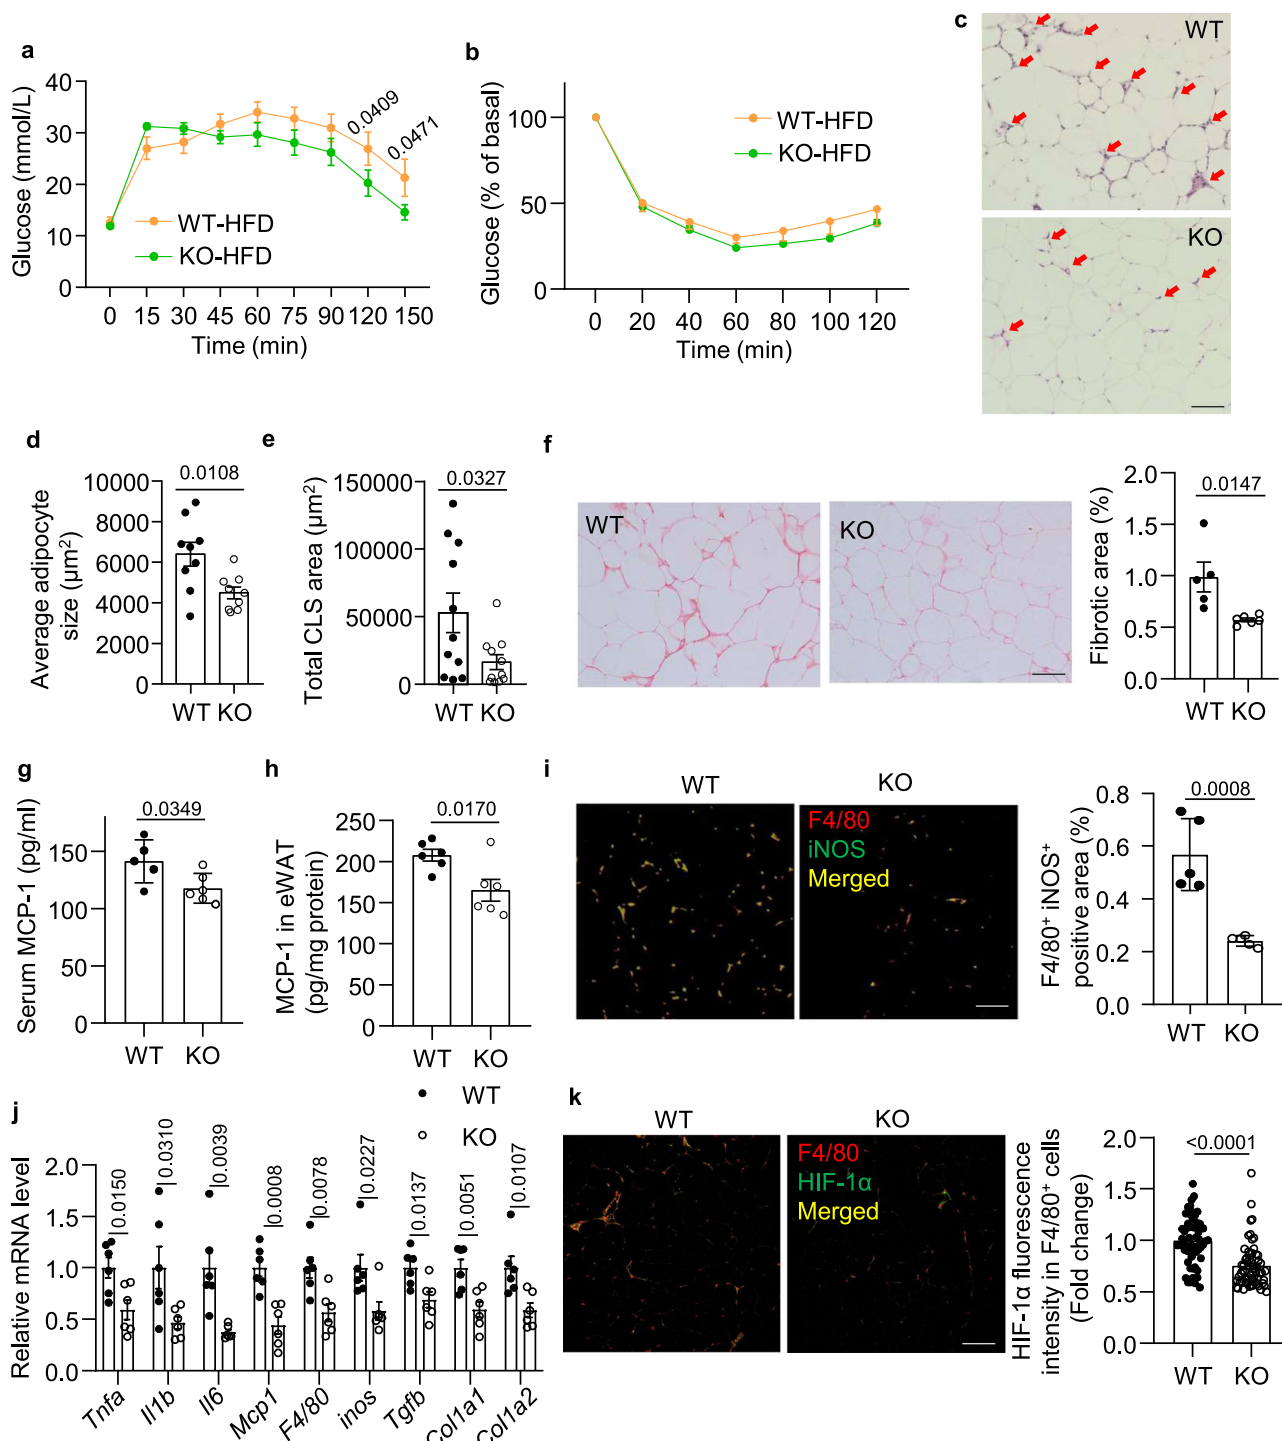 a
Glucose (mmol/L)
40
30
20
10
0
0.0409
0.0471
WT-HFD
KO-HFD
0 15 30 45 60 75 90 120 150
Time (min)
b
Glucose (% of basal)
100
50
0
WT-HFD
KO-HFD
0 20 40 60 80 100 120
Time (min)
c
WT
KO
d
Average adipocyte
size (µm²)
10000
8000
6000
4000
2000
0
0.0108
WT KO
e
Total CLS area (µm²)
150000
100000
50000
0
0.0327
WT KO
f
WT
KO
Fibrotic area (%)
2.0
1.5
1.0
0.5
0.0
0.0147
WT KO
g
Serum MCP-1 (pg/ml)
150
100
50
0
0.0349
WT KO
h
MCP-1 in eWAT
(pg/mg protein)
250
200
150
100
50
0
0.0170
WT KO
i
WT
KO
F4/80
iNOS
Merged
F4/80⁺ iNOS⁺
positive area (%)
0.8
0.6
0.4
0.2
0.0
0.0008
WT KO
j
WT
KO
Relative mRNA level
2.0
1.5
1.0
0.5
0.0
0.0150
0.0310
0.0039
0.0008
0.0078
0.0227
0.0137
0.0051
0.0107
Tnfa Il1b Il6 Mcp1 F4/80 inos Tgfb Col1a1 Col1a2
k
WT
KO
F4/80
HIF-1α
Merged
HIF-1α fluorescence
intensity in F4/80⁺ cells
(Fold change)
2.0
1.5
1.0
0.5
0.0
<0.0001
WT KO